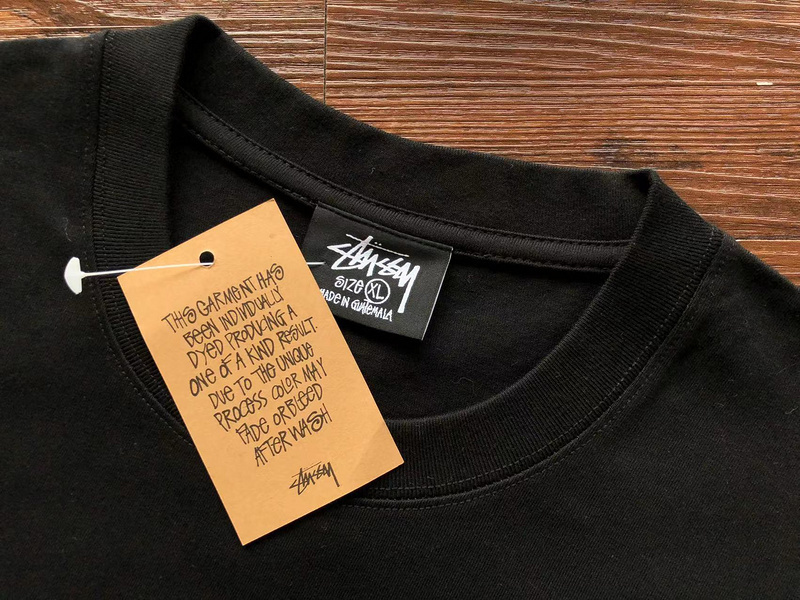 THIS GARMENT HAS
BEEN INDIVIDUALLY
DYED PRODUCING A
ONE OF A KIND RESULT.
DUE TO THE UNIQUE
PROCESS COLOR MAY
FADE OR BLEED
AFTER WASH
STÜSSY
STÜSSY
SIZE XL
MADE IN GUATEMALA